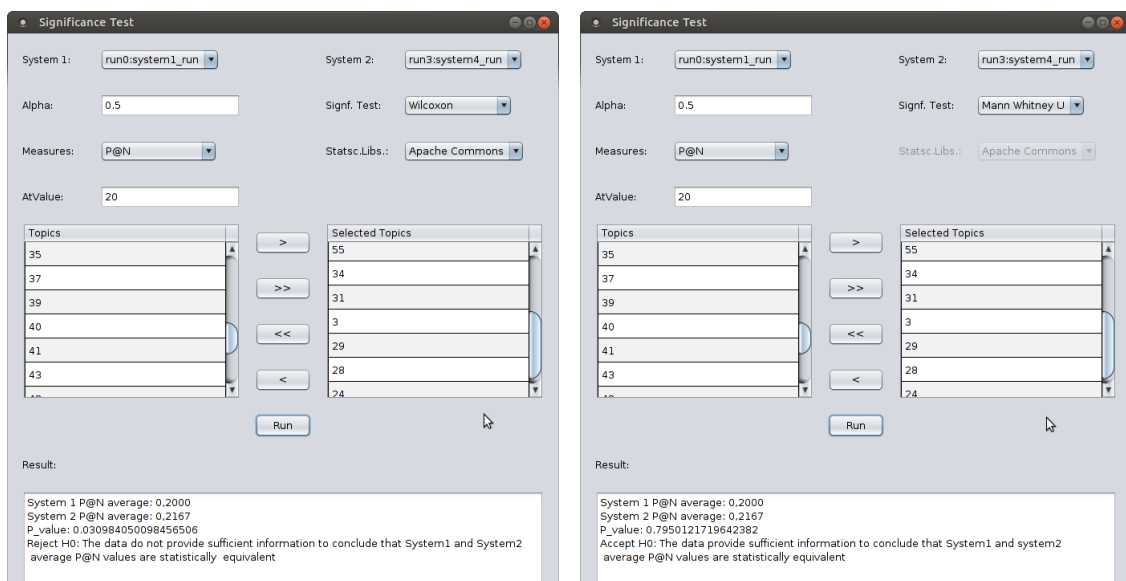 Significance Test
System 1: run0:system1_run System 2: run3:system4_run
Alpha: 0.5 Signf. Test: Wilcoxon
Measures: P@N Statsc.Libs.: Apache Commons
AtValue: 20
Topics Selected Topics
35 > 55
37 34
39 >> 31
40 3
41 << 29
43 28
< 24
Run
Result:
System 1 P@N average: 0,2000
System 2 P@N average: 0,2167
P_value: 0.030984050098456506
Reject H0: The data do not provide sufficient information to conclude that System1 and System2
average P@N values are statistically equivalent
Significance Test
System 1: run0:system1_run System 2: run3:system4_run
Alpha: 0.5 Signf. Test: Mann Whitney U
Measures: P@N Statsc.Libs.: Apache Commons
AtValue: 20
Topics Selected Topics
35 > 55
37 34
39 >> 31
40 3
41 << 29
43 28
< 24
Run
Result:
System 1 P@N average: 0,2000
System 2 P@N average: 0,2167
P_value: 0.7950121719642382
Accept H0: The data provide sufficient information to conclude that System1 and system2
average P@N values are statistically equivalent